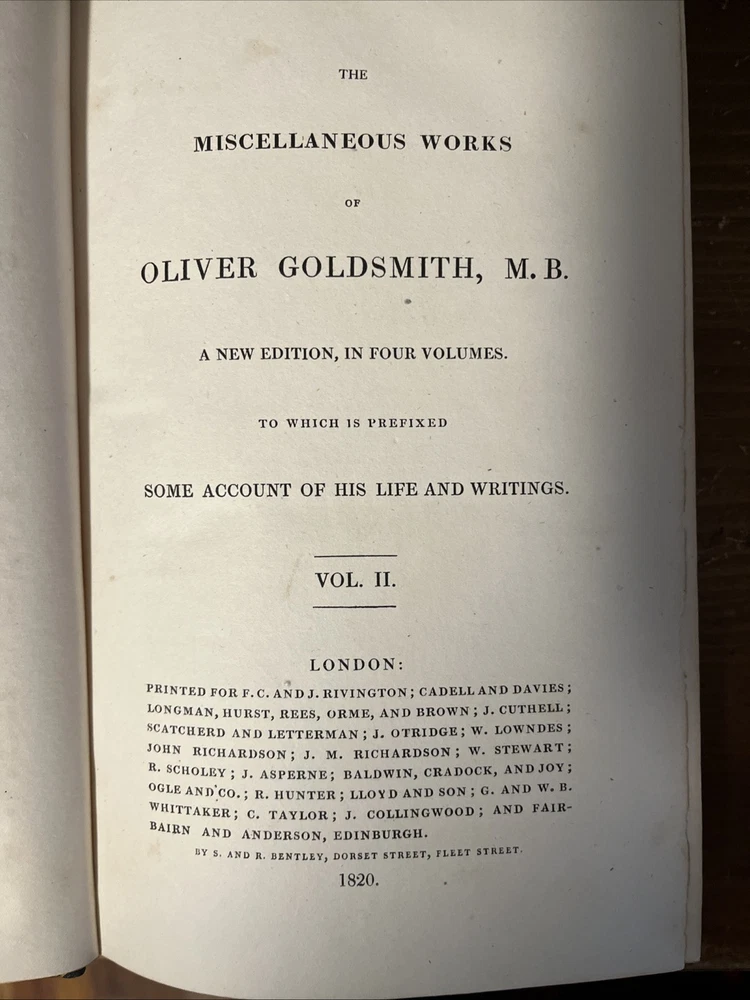 THE
MISCELLANEOUS WORKS
OF
OLIVER GOLDSMITH, M. B.
A NEW EDITION, IN FOUR VOLUMES.
TO WHICH IS PREFIXED
SOME ACCOUNT OF HIS LIFE AND WRITINGS.
VOL. II.
LONDON:
PRINTED FOR F. C. AND J. RIVINGTON; CADELL AND DAVIES;
LONGMAN, HURST, REES, ORME, AND BROWN; J. CUTHELL;
SCATCHERD AND LETTERMAN; J. OTRIDGE; W. LOWNDES;
JOHN RICHARDSON; J. M. RICHARDSON; W. STEWART;
R. SCHOLEY; J. ASPERNE; BALDWIN, CRADOCK, AND JOY;
OGLE AND CO.; R. HUNTER; LLOYD AND SON; G. AND W. B.
WHITTAKER; C. TAYLOR; J. COLLINGWOOD; AND FAIR-
BAIRN AND ANDERSON, EDINBURGH.
BY S. AND R. BENTLEY, DORSET STREET, FLEET STREET.
1820.